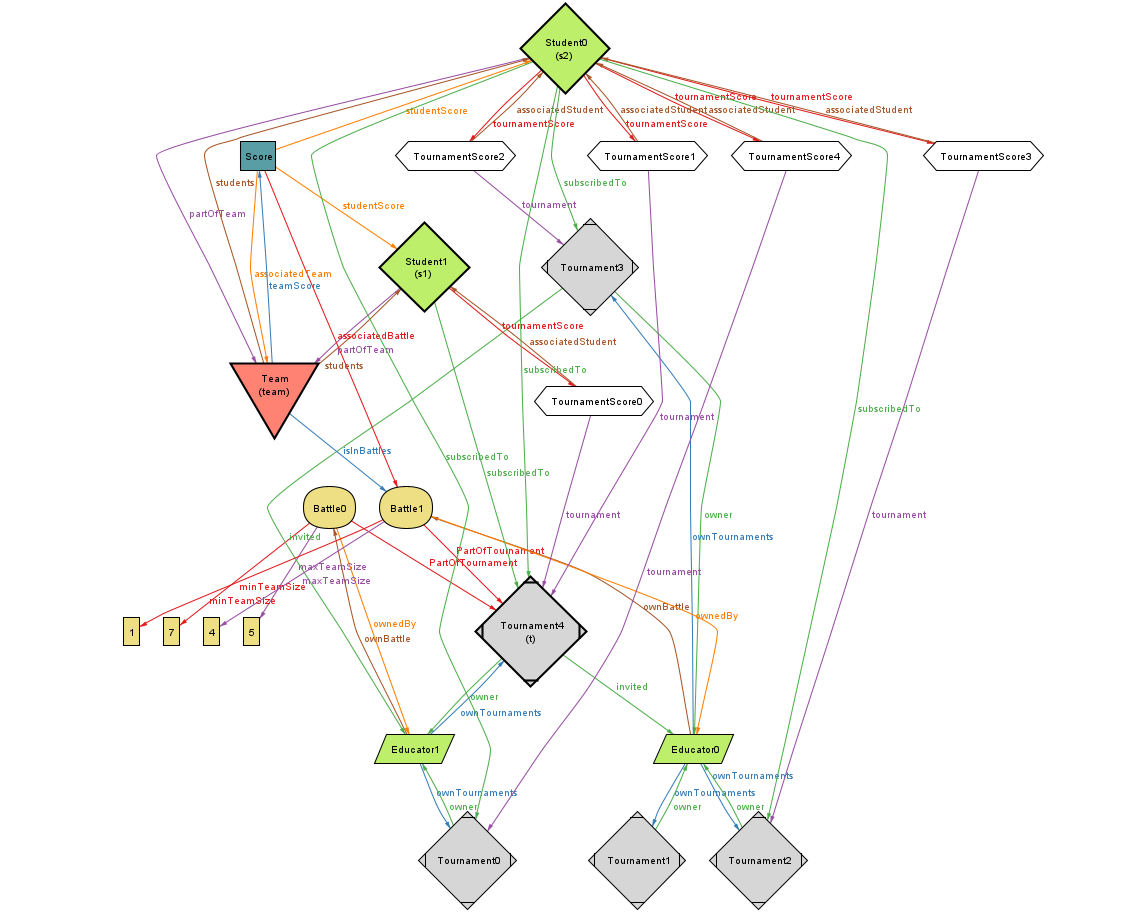 Student0
(s2)
tournamentScore
tournamentScore
studentScore
associatedStudent
associatedStudent
associatedStudent
associatedStudent
tournamentScore
tournamentScore
Score
TournamentScore2
TournamentScore1
TournamentScore4
TournamentScore3
students
subscribedTo
studentScore
tournament
partOfTeam
Student1
(s1)
Tournament3
associatedTeam
teamScore
tournamentScore
associatedBattle
associatedStudent
partOfTeam
students
subscribedTo
Team
(team)
TournamentScore0
subscribedTo
tournament
isInBattles
subscribedTo
subscribedTo
Battle0
Battle1
tournament
owner
tournament
invited
ownTournaments
PartOfTournament
PartOfTournament
maxTeamSize
tournament
maxTeamSize
minTeamSize
minTeamSize
ownBattle
ownedBy
ownedBy
Tournament4
(t)
1
7
4
5
ownBattle
invited
owner
ownTournaments
Educator1
Educator0
ownTournaments
ownTournaments
ownTournaments
owner
owner
owner
Tournament0
Tournament1
Tournament2